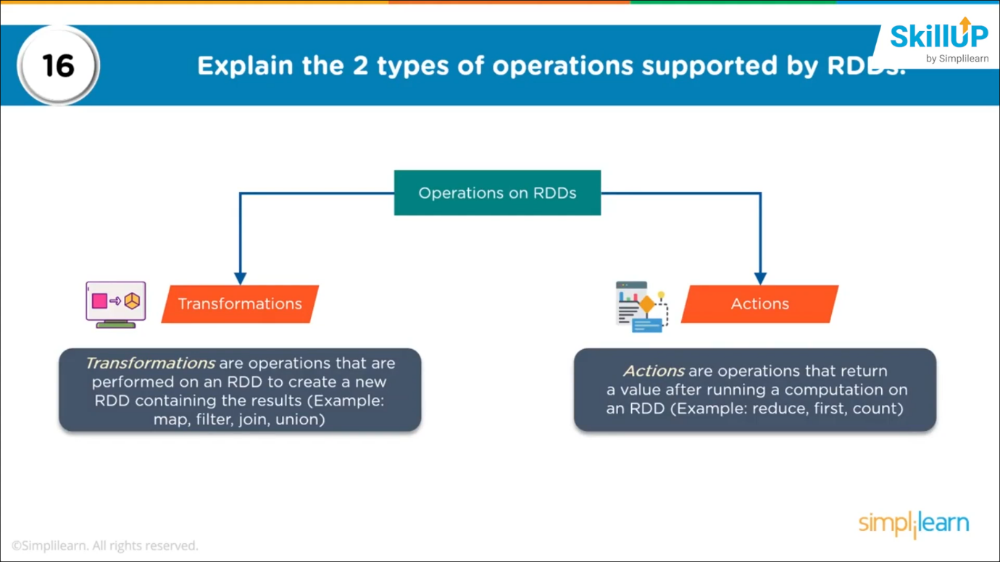 16
Explain the 2 types of operations supported by RDDs.
SkillUP
by Simplilearn
Operations on RDDs
Transformations
Actions
Transformations are operations that are
performed on an RDD to create a new
RDD containing the results (Example:
map, filter, join, union)
Actions are operations that return
a value after running a computation on
an RDD (Example: reduce, first, count)
simplilearn
©Simplilearn. All rights reserved.